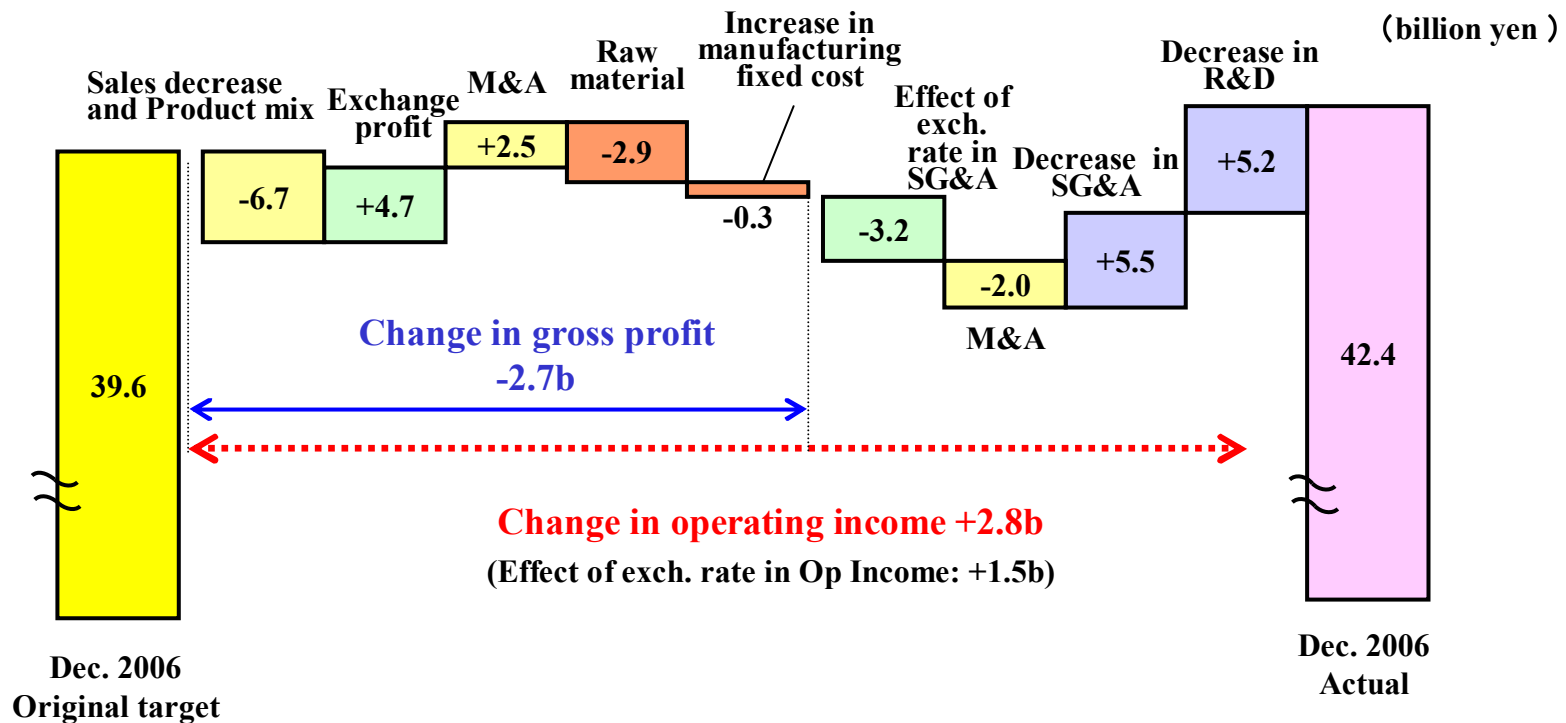 （billion yen ）
Sales decrease
and Product mix
Exchange
profit
M&A
Raw
material
Increase in
manufacturing
fixed cost
Effect of
exch.
rate in
SG&A
Decrease in
SG&A
Decrease in
R&D
39.6
-6.7
+4.7
+2.5
-2.9
-0.3
-3.2
-2.0
M&A
+5.5
+5.2
42.4
Change in gross profit
-2.7b
Change in operating income +2.8b
(Effect of exch. rate in Op Income: +1.5b)
Dec. 2006
Original target
Dec. 2006
Actual